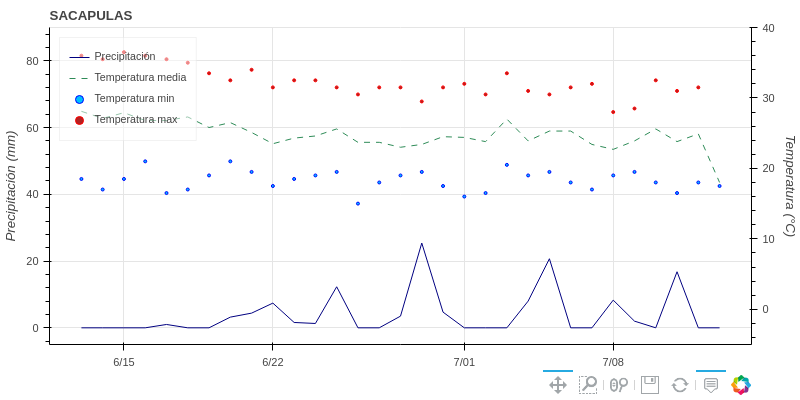 SACAPULAS
Precipitación
Temperatura media
Temperatura min
Temperatura max
Precipitación (mm)
80
60
40
20
0
Temperatura (°C)
40
30
20
10
0
6/15
6/22
7/01
7/08